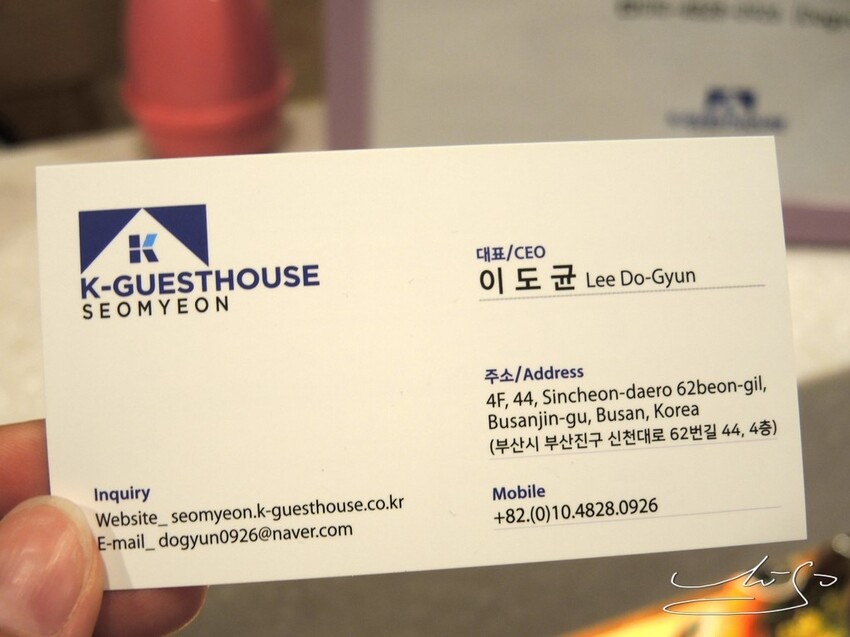 K
K-GUESTHOUSE
SEOMYEON
대표/CEO
이 도 균 Lee Do-Gyun
주소/Address
4F, 44, Sincheon-daero 62beon-gil,
Busanjin-gu, Busan, Korea
(부산시 부산진구 신천대로 62번길 44, 4층)
Inquiry
Website_ seomyeon.k-guesthouse.co.kr
E-mail_ dogyun0926@naver.com
Mobile
+82.(0)10.4828.0926
K-GUESTHOUSE